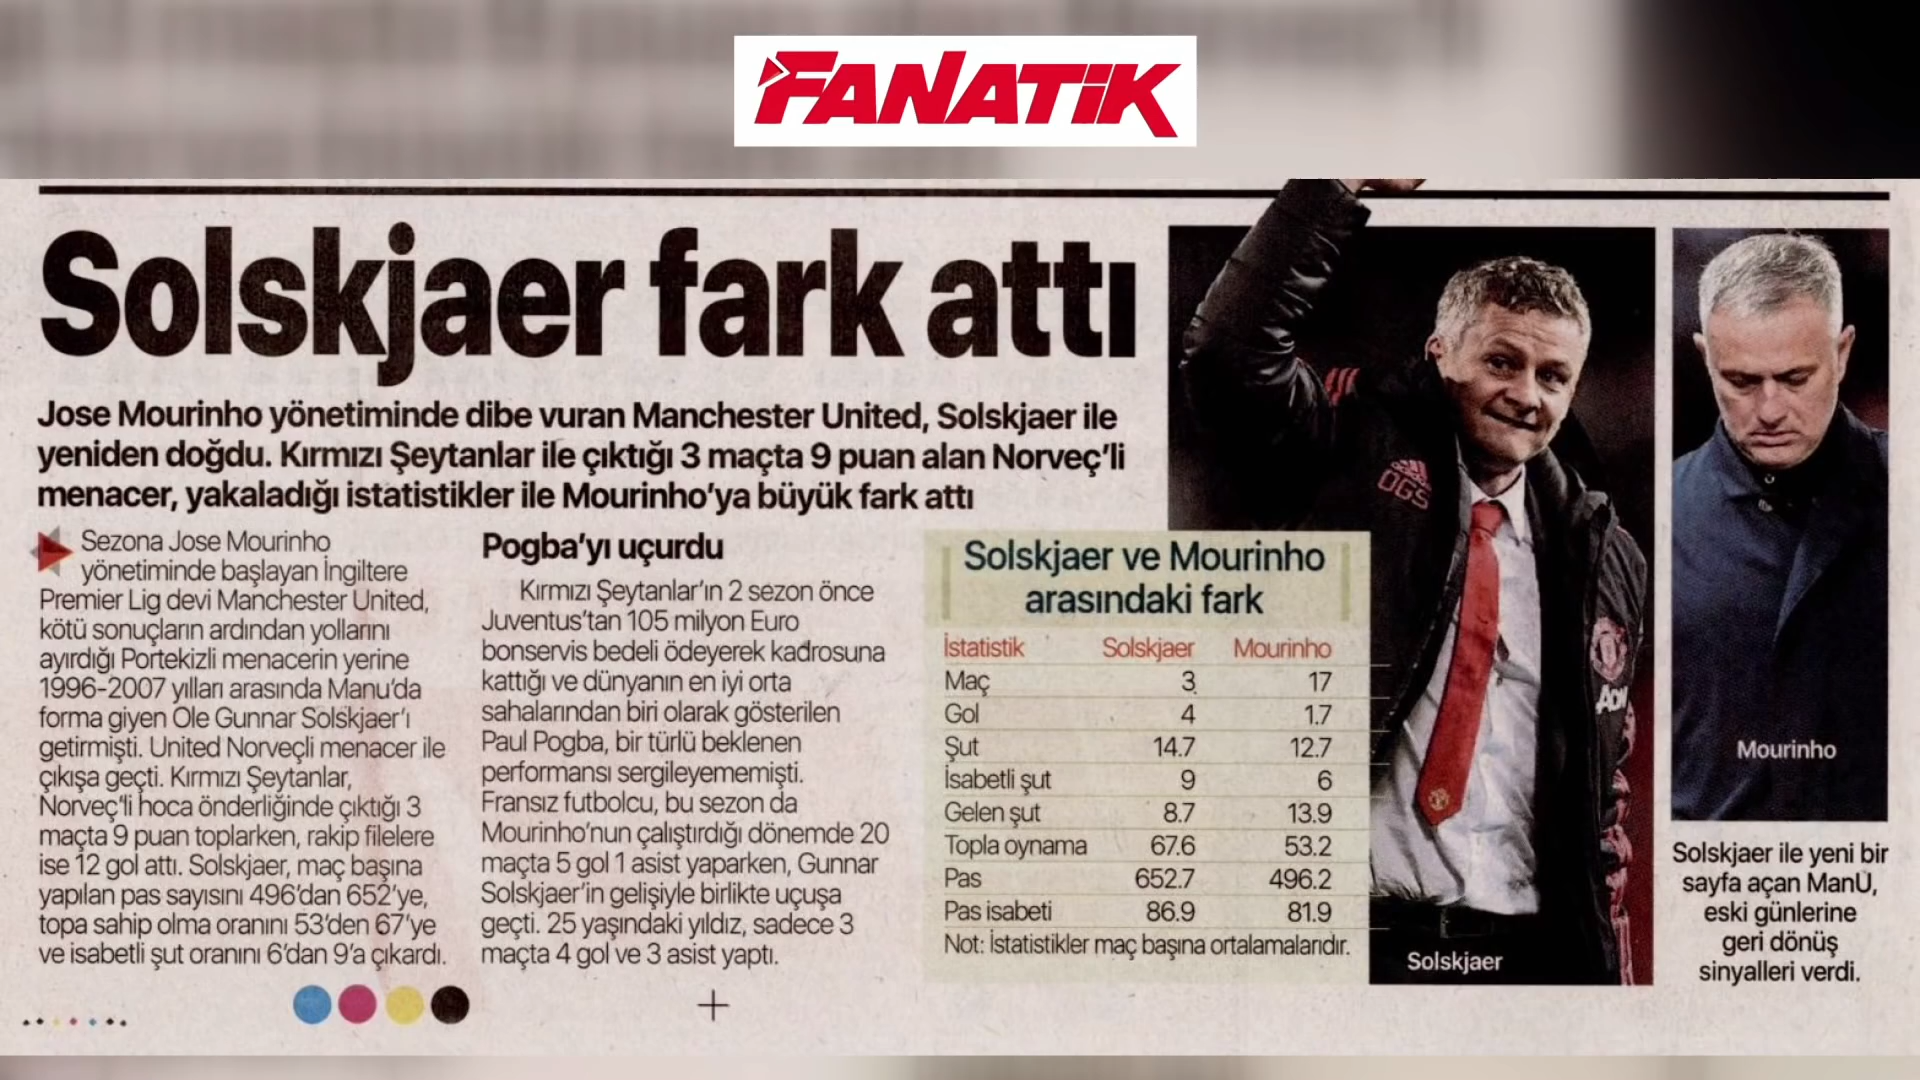 FANATiK
Solskjaer fark attı
Jose Mourinho yönetiminde dibe vuran Manchester United, Solskjaer ile
yeniden doğdu. Kırmızı Şeytanlar ile çıktığı 3 maçta 9 puan alan Norveç’li
menacer, yakaladığı istatistikler ile Mourinho’ya büyük fark attı
Sezona Jose Mourinho
yönetiminde başlayan İngiltere
Premier Lig devi Manchester United,
kötü sonuçların ardından yollarını
ayırdığı Portekizli menacerin yerine
1996-2007 yılları arasında Manu’da
forma giyen Ole Gunnar Solskjaer’ı
getirmişti. United Norveçli menacer ile
çıkışa geçti. Kırmızı Şeytanlar,
Norveç’li hoca önderliğinde çıktığı 3
maçta 9 puan toplarken, rakip filelere
ise 12 gol attı. Solskjaer, maç başına
yapılan pas sayısını 496’dan 652’ye,
topa sahip olma oranını 53’den 67’ye
ve isabetli şut oranını 6’dan 9’a çıkardı.
Pogba’yı uçurdu
Kırmızı Şeytanlar’ın 2 sezon önce
Juventus’tan 105 milyon Euro
bonservis bedeli ödeyerek kadrosuna
kattığı ve dünyanın en iyi orta
sahalarından biri olarak gösterilen
Paul Pogba, bir türlü beklenen
performansı sergileyememişti.
Fransız futbolcu, bu sezon da
Mourinho’nun çalıştırdığı dönemde 20
maçta 5 gol 1 asist yaparken, Gunnar
Solskjaer’in gelişiyle birlikte uçuşa
geçti. 25 yaşındaki yıldız, sadece 3
maçta 4 gol ve 3 asist yaptı.
Solskjaer ve Mourinho
arasındaki fark
İstatistik Solskjaer Mourinho
Maç 3 17
Gol 4 1.7
Şut 14.7 12.7
İsabetli şut 9 6
Gelen şut 8.7 13.9
Topla oynama 67.6 53.2
Pas 652.7 496.2
Pas isabeti 86.9 81.9
Not: İstatistikler maç başına ortalamalarıdır.
OGS
AON
Solskjaer
Mourinho
Solskjaer ile yeni bir
sayfa açan ManU,
eski günlerine
geri dönüş
sinyalleri verdi.